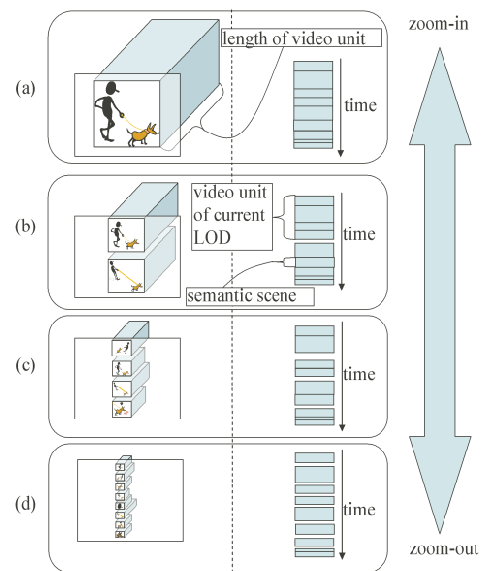 zoom-in
length of video unit
(a)
time
(b)
video unit
of current
LOD
time
semantic scene
(c)
time
(d)
time
zoom-out